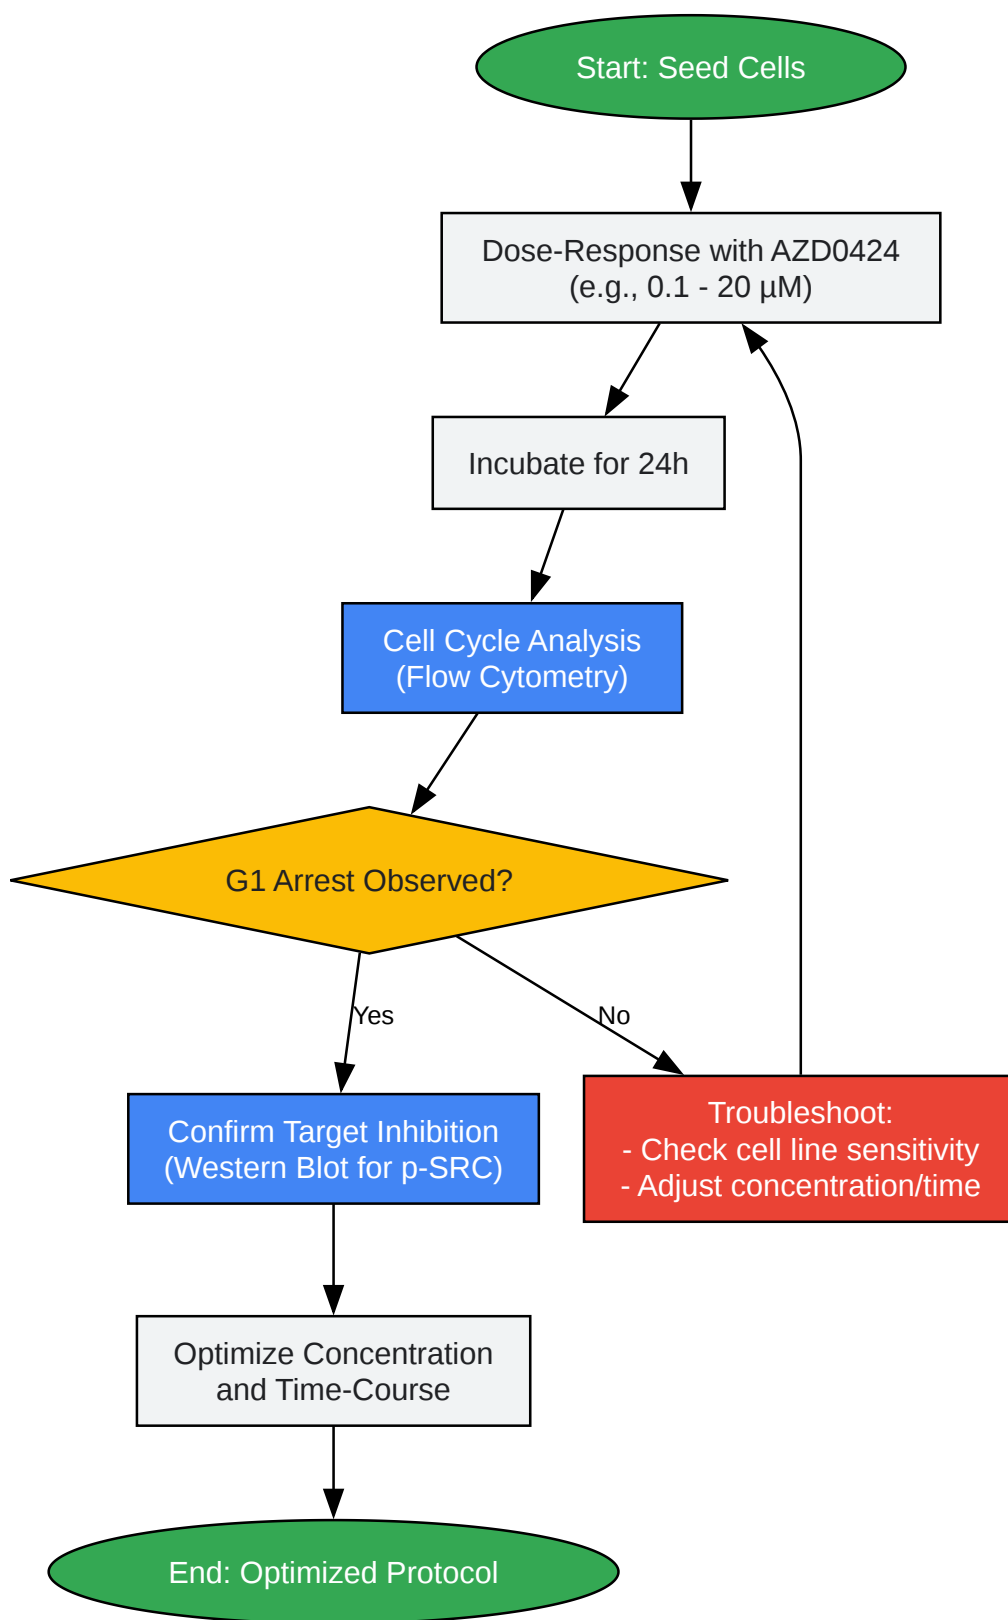 Start: Seed Cells
Dose-Response with AZD0424
(e.g., 0.1 - 20 µM)
Incubate for 24h
Cell Cycle Analysis
(Flow Cytometry)
G1 Arrest Observed?
Yes
No
Confirm Target Inhibition
(Western Blot for p-SRC)
Troubleshoot:
- Check cell line sensitivity
- Adjust concentration/time
Optimize Concentration
and Time-Course
End: Optimized Protocol